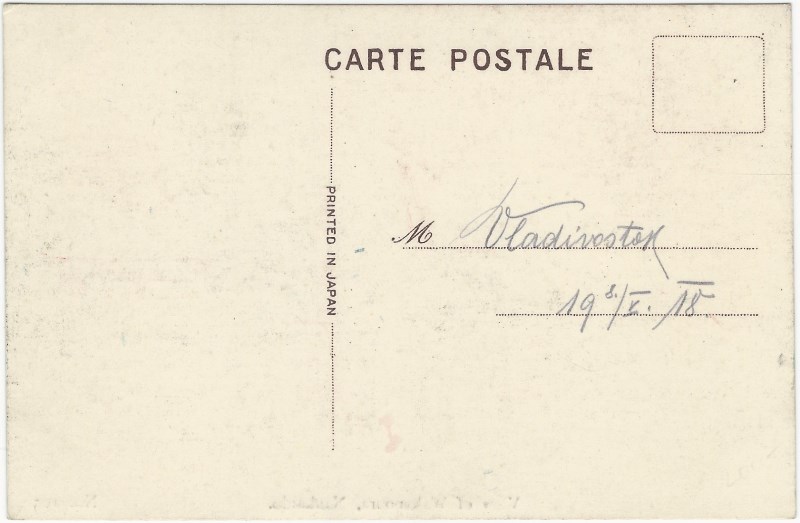 CARTE POSTALE
PRINTED IN JAPAN
M Vladivostok
19 8./X. 18.